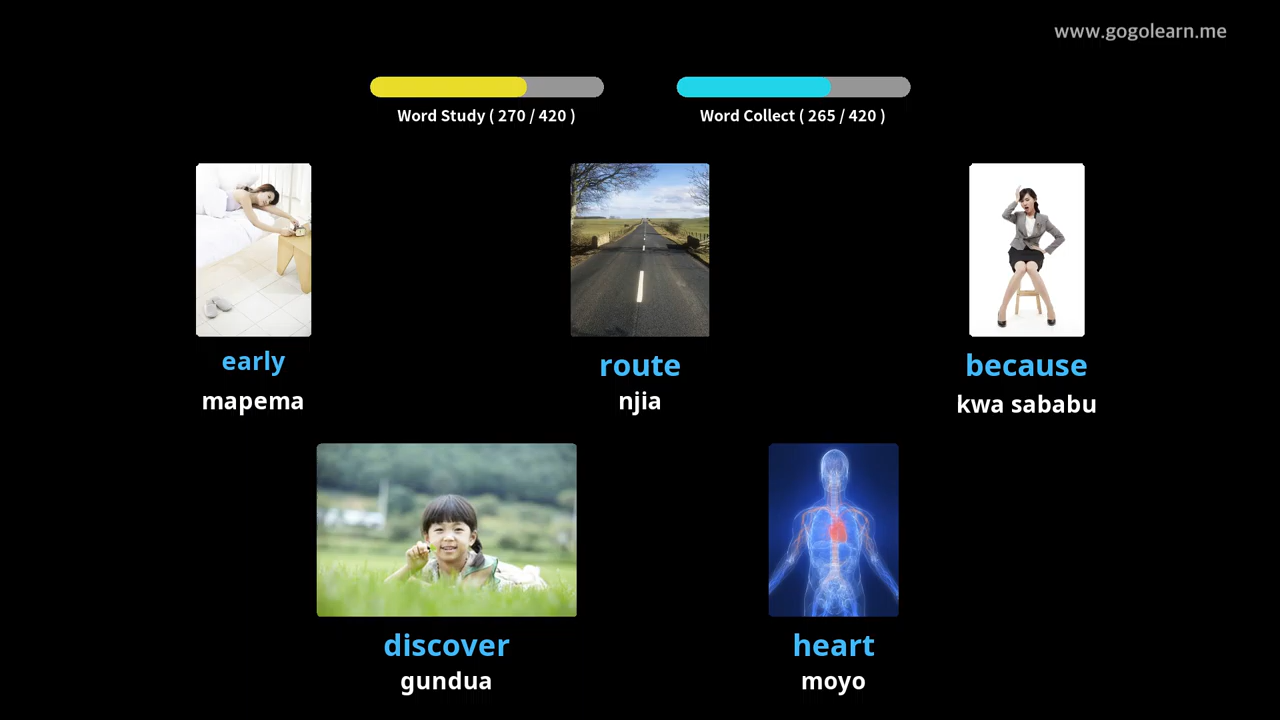 www.gogolearn.me
Word Study ( 270 / 420 )
Word Collect ( 265 / 420 )
early
mapema
route
njia
because
kwa sababu
discover
gundua
heart
moyo